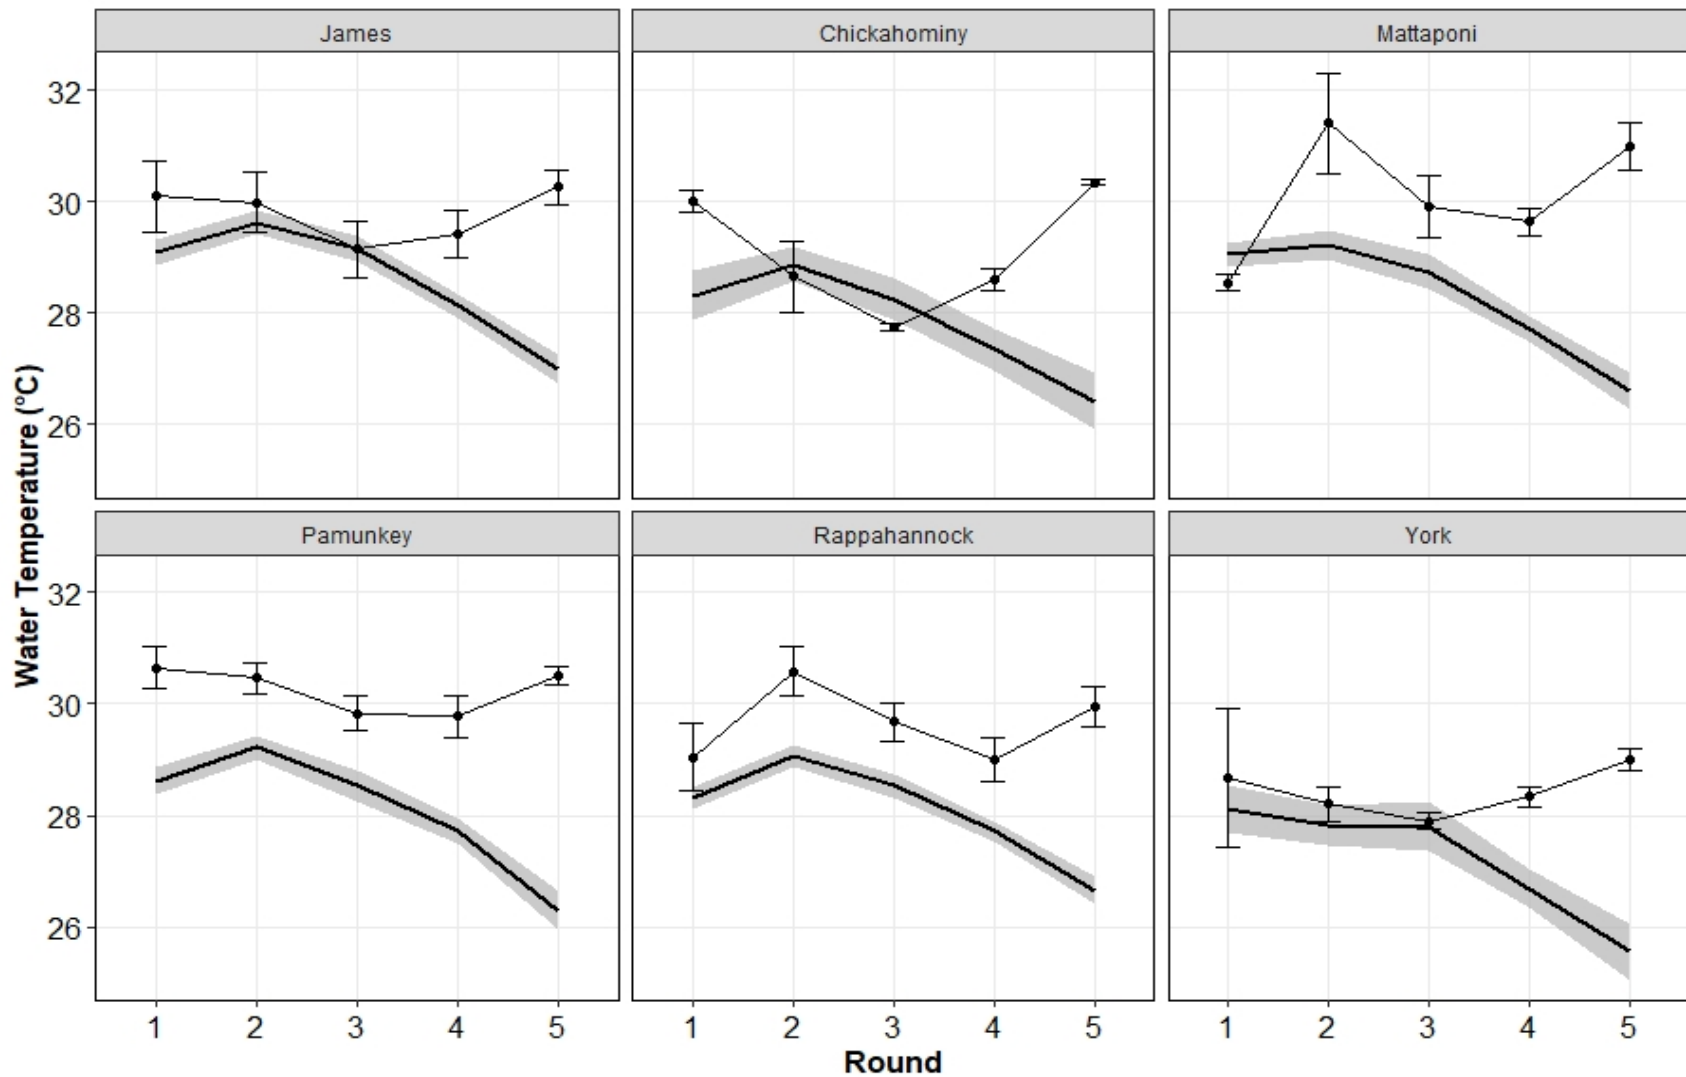 James Chickahominy Mattaponi
32
30
28
26
Pamunkey Rappahannock York
32
30
28
26
Water Temperature (°C)
1 2 3 4 5 1 2 3 4 5 1 2 3 4 5
Round